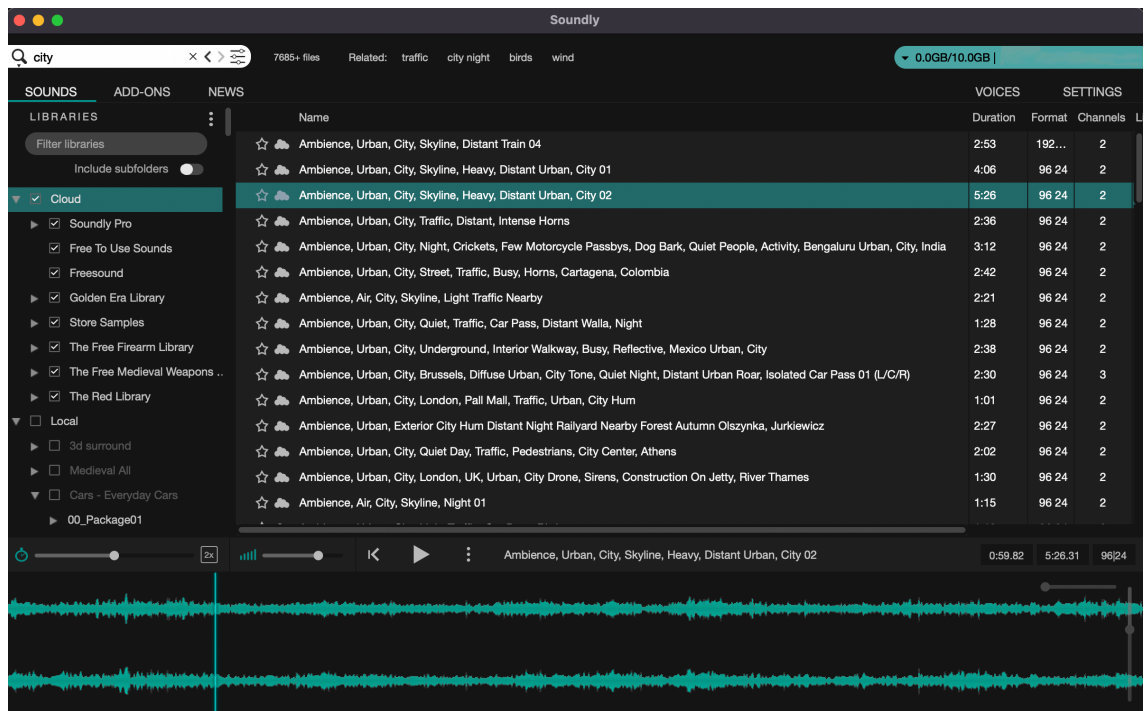 Soundly
city
7685+ files Related: traffic city night birds wind
0.0GB/10.0GB |
SOUNDS ADD-ONS NEWS VOICES SETTINGS
LIBRARIES
Filter libraries
Include subfolders
Cloud
Soundly Pro
Free To Use Sounds
Freesound
Golden Era Library
Store Samples
The Free Firearm Library
The Free Medieval Weapons ..
The Red Library
Local
3d surround
Medieval All
Cars - Everyday Cars
00_Package01
Name Duration Format Channels Li
Ambience, Urban, City, Skyline, Distant Train 04 2:53 192... 2
Ambience, Urban, City, Skyline, Heavy, Distant Urban, City 01 4:06 96 24 2
Ambience, Urban, City, Skyline, Heavy, Distant Urban, City 02 5:26 96 24 2
Ambience, Urban, City, Traffic, Distant, Intense Horns 2:36 96 24 2
Ambience, Urban, City, Night, Crickets, Few Motorcycle Passbys, Dog Bark, Quiet People, Activity, Bengaluru Urban, City, India 3:12 96 24 2
Ambience, Urban, City, Street, Traffic, Busy, Horns, Cartagena, Colombia 2:42 96 24 2
Ambience, Air, City, Skyline, Light Traffic Nearby 2:21 96 24 2
Ambience, Urban, City, Quiet, Traffic, Car Pass, Distant Walla, Night 1:28 96 24 2
Ambience, Urban, City, Underground, Interior Walkway, Busy, Reflective, Mexico Urban, City 2:38 96 24 2
Ambience, Urban, City, Brussels, Diffuse Urban, City Tone, Quiet Night, Distant Urban Roar, Isolated Car Pass 01 (L/C/R) 2:30 96 24 3
Ambience, Urban, City, London, Pall Mall, Traffic, Urban, City Hum 1:01 96 24 2
Ambience, Urban, Exterior City Hum Distant Night Railyard Nearby Forest Autumn Olszynka, Jurkiewicz 2:27 96 24 2
Ambience, Urban, City, Quiet Day, Traffic, Pedestrians, City Center, Athens 2:02 96 24 2
Ambience, Urban, City, London, UK, Urban, City Drone, Sirens, Construction On Jetty, River Thames 1:30 96 24 2
Ambience, Air, City, Skyline, Night 01 1:15 96 24 2
2x
Ambience, Urban, City, Skyline, Heavy, Distant Urban, City 02
0:59.82 5:26.31 96|24